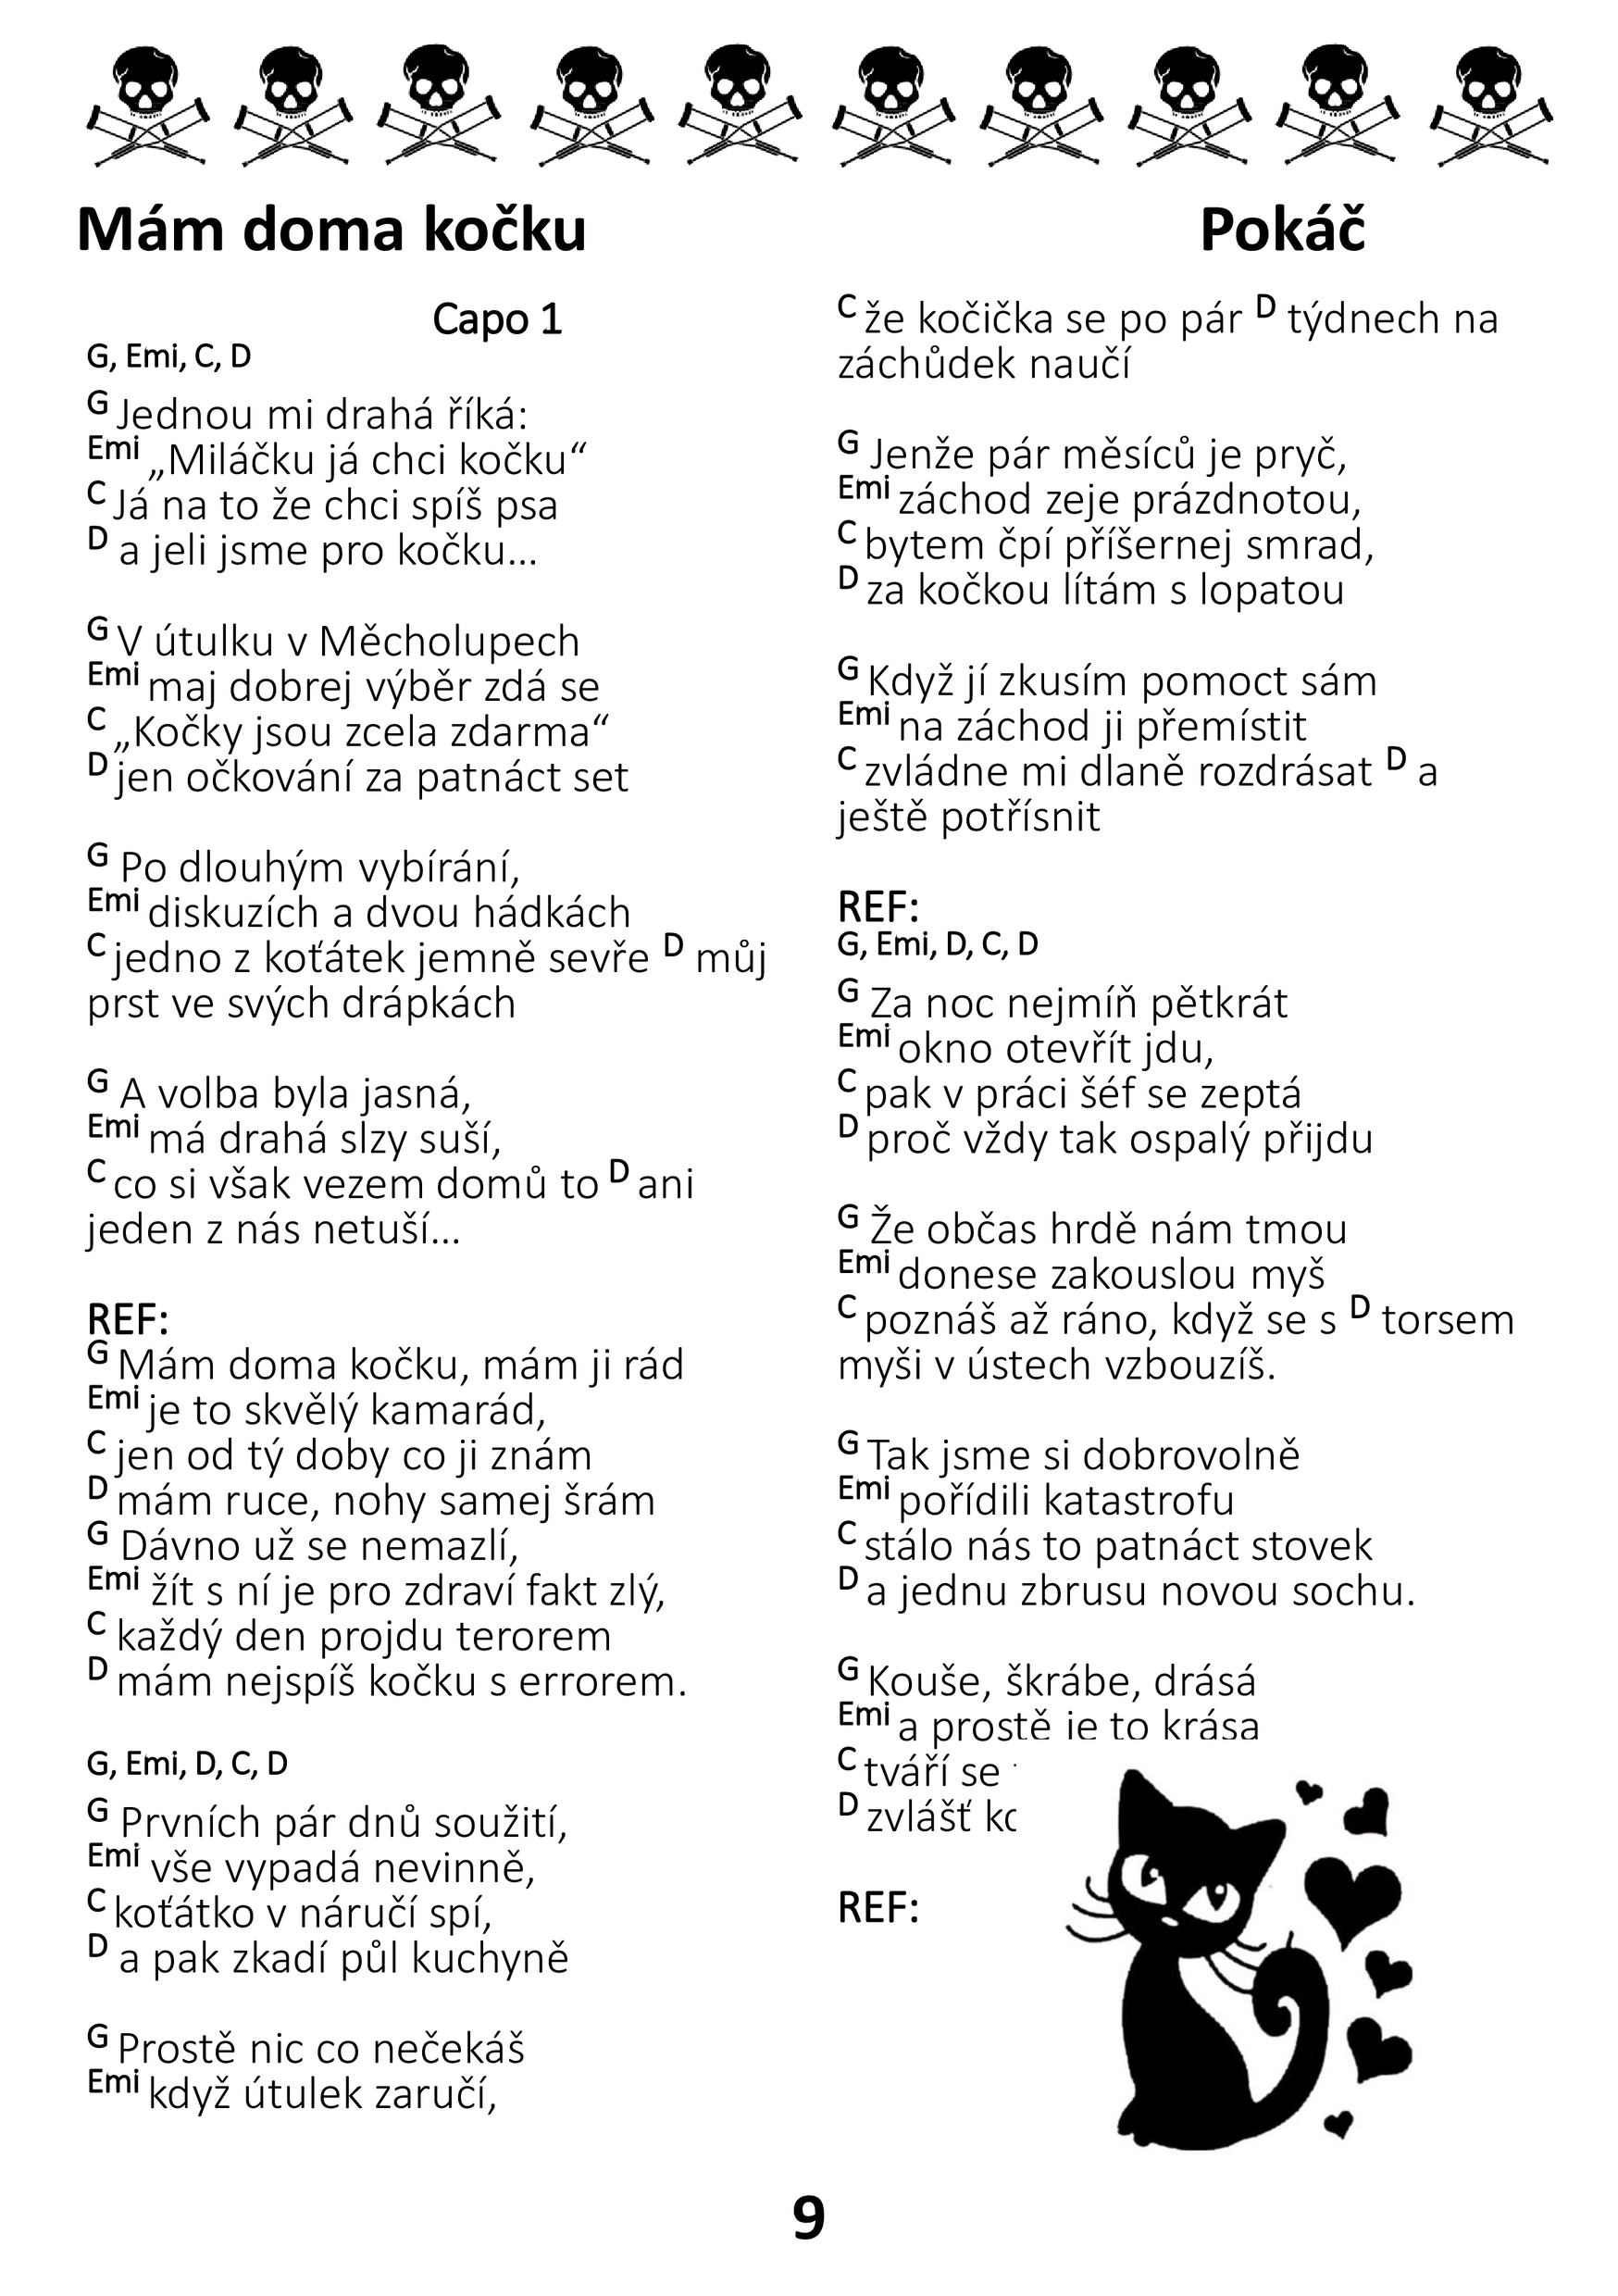 Mám doma kočku
Pokáč
Capo 1
G, Emi, C, D
G Jednou mi drahá říká:
Emi „Miláčku já chci kočku“
C Já na to že chci spíš psa
D a jeli jsme pro kočku...
G V útulku v Měcholupech
Emi maj dobrej výběr zdá se
C „Kočky jsou zcela zdarma“
D jen očkování za patnáct set
G Po dlouhým vybírání,
Emi diskuzích a dvou hádkách
C jedno z koťátek jemně sevře D můj
prst ve svých drápkách
G A volba byla jasná,
Emi má drahá slzy suší,
C co si však vezem domů to D ani
jeden z nás netuší...
REF:
G Mám doma kočku, mám ji rád
Emi je to skvělý kamarád,
C jen od tý doby co ji znám
D mám ruce, nohy samej šrám
G Dávno už se nemazlí,
Emi žít s ní je pro zdraví fakt zlý,
C každý den projdu terorem
D mám nejspíš kočku s errorem.
G, Emi, D, C, D
G Prvních pár dnů soužití,
Emi vše vypadá nevinně,
C koťátko v náručí spí,
D a pak zkadí půl kuchyně
G Prostě nic co nečekáš
Emi když útulek zaručí,
C že kočička se po pár D týdnech na
záchůdek naučí
G Jenže pár měsíců je pryč,
Emi záchod zeje prázdnotou,
C bytem čpí příšernej smrad,
D za kočkou lítám s lopatou
G Když jí zkusím pomoct sám
Emi na záchod ji přemístit
C zvládne mi dlaně rozdrásat D a
ještě potřísnit
REF:
G, Emi, D, C, D
G Za noc nejmíň pětkrát
Emi okno otevřít jdu,
C pak v práci šéf se zeptá
D proč vždy tak ospalý přijdu
G Že občas hrdě nám tmou
Emi donese zakouslou myš
C poznáš až ráno, když se s D torsem
myši v ústech vzbouzíš.
G Tak jsme si dobrovolně
Emi pořídili katastrofu
C stálo nás to patnáct stovek
D a jednu zbrusu novou sochu.
G Kouše, škrábe, drásá
Emi a prostě je to krása
C tváří se
D zvlášť
REF:
9